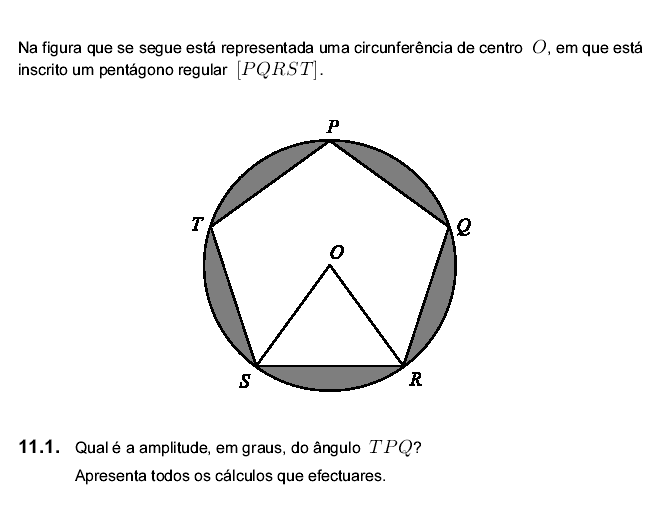 Na figura que se segue está representada uma circunferência de centro O, em que está
inscrito um pentágono regular [PQRST].
P
T
Q
O
S
R
11.1. Qual é a amplitude, em graus, do ângulo TPQ?
Apresenta todos os cálculos que efectuares.